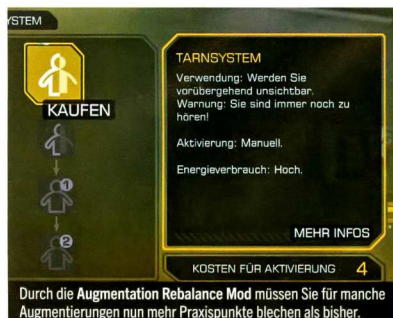 YSTEM
KAUFEN
1
2
TARNSYSTEM
Verwendung: Werden Sie
vorübergehend unsichtbar.
Warnung: Sie sind immer noch zu
hören!
Aktivierung: Manuell.
Energieverbrauch: Hoch.
MEHR INFOS
KOSTEN FÜR AKTIVIERUNG 4
Durch die Augmentation Rebalance Mod müssen Sie für manche
Augmentierungen nun mehr Praxispunkte blechen als bisher.